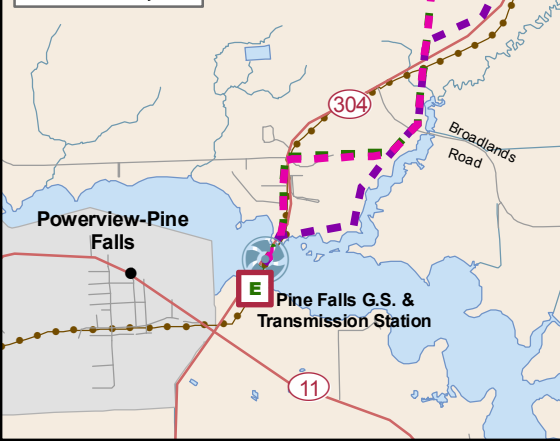 304
Broadlands
Road
Powerview-Pine
Falls
E
Pine Falls G.S. &
Transmission Station
11